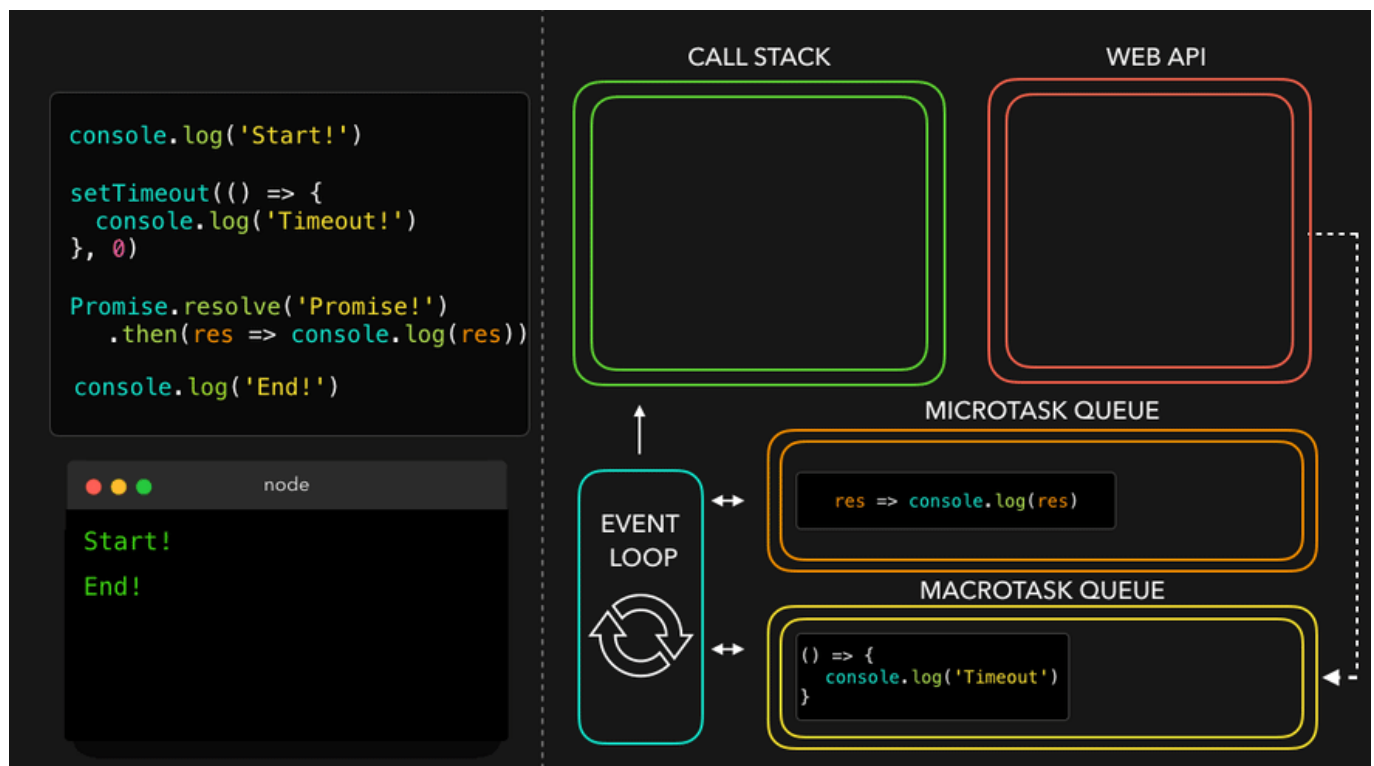 console.log('Start!')
setTimeout(() => {
  console.log('Timeout!')
}, 0)
Promise.resolve('Promise!')
   .then(res => console.log(res))
console.log('End!')
node
Start!
End!
CALL STACK
WEB API
MICROTASK QUEUE
res => console.log(res)
EVENT
LOOP
MACROTASK QUEUE
() => {
  console.log('Timeout')
}